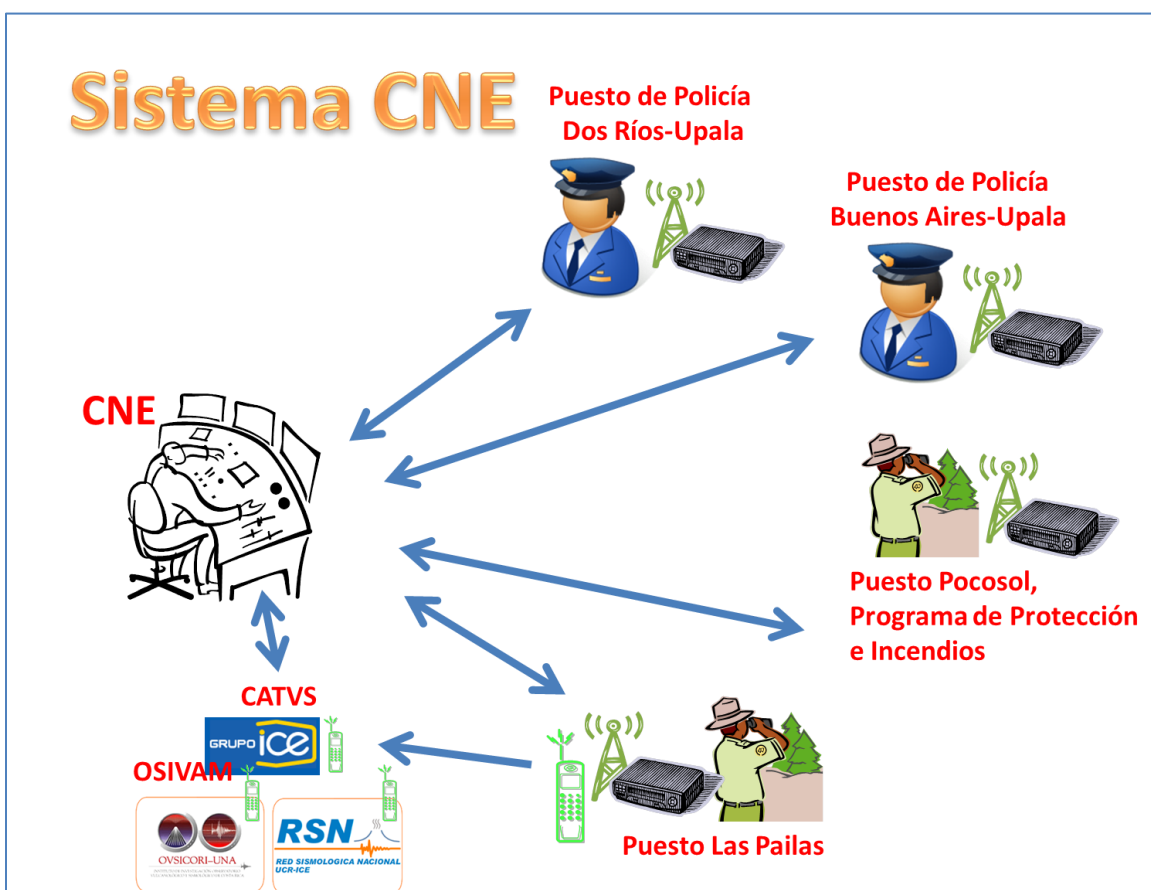 Sistema CNE
Puesto de Policía
Dos Ríos-Upala
Puesto de Policía
Buenos Aires-Upala
CNE
Puesto Pocosol,
Programa de Protección
e Incendios
CATVS
GRUPO ice
OSIVAM
OVSICORI-UNA
RSN
RED SISMOLOGICA NACIONAL
UCR-ICE
Puesto Las Pailas